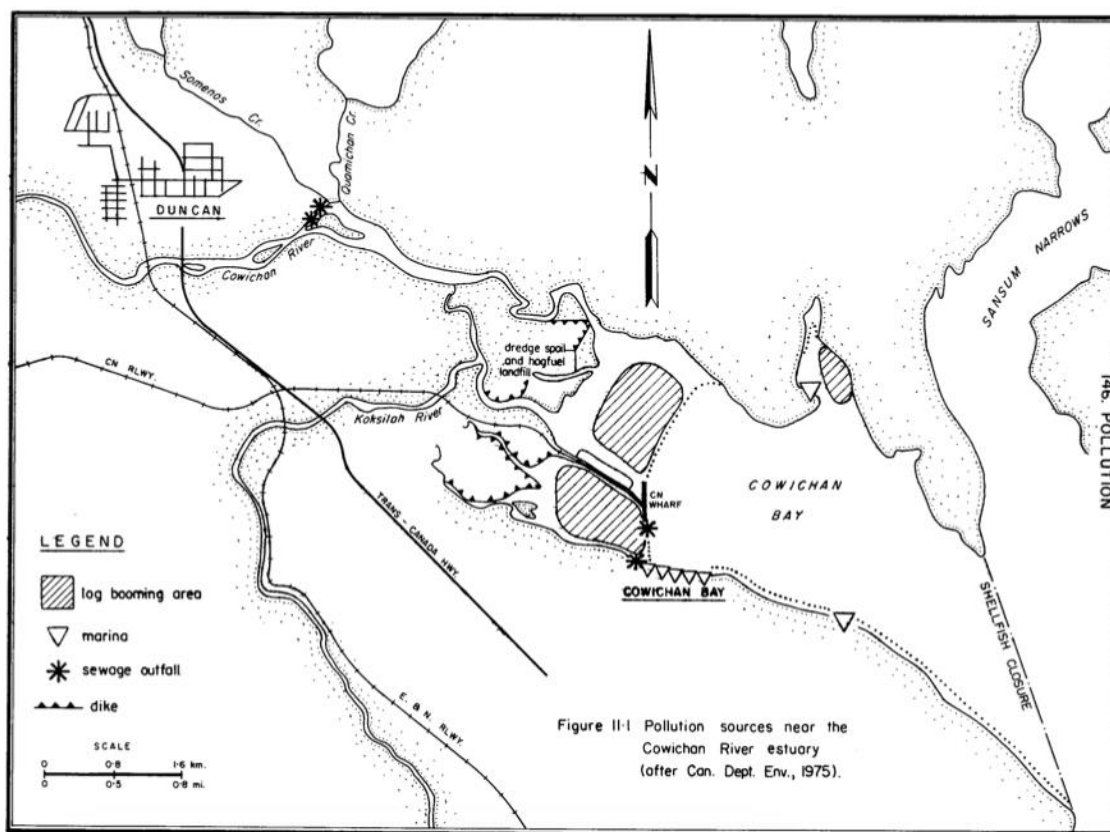 Somenos Cr.
Quamichan Cr.
DUNCAN
Cowichan River
SANSUM NARROWS
dredge spoil
and hogfuel
landfill
CN RLWY.
Koksilah River
146. POLLUTION
COWICHAN
BAY
CN
WHARF
TRANS - CANADA HWY.
COWICHAN BAY
SHELLFISH CLOSURE
E. & N. RLWY.
N
LEGEND
log booming area
marina
sewage outfall
dike
SCALE
0 0·8 1·6 km.
0 0·5 0·8 mi.
Figure II·1 Pollution sources near the
Cowichan River estuary
(after Can. Dept. Env., 1975).